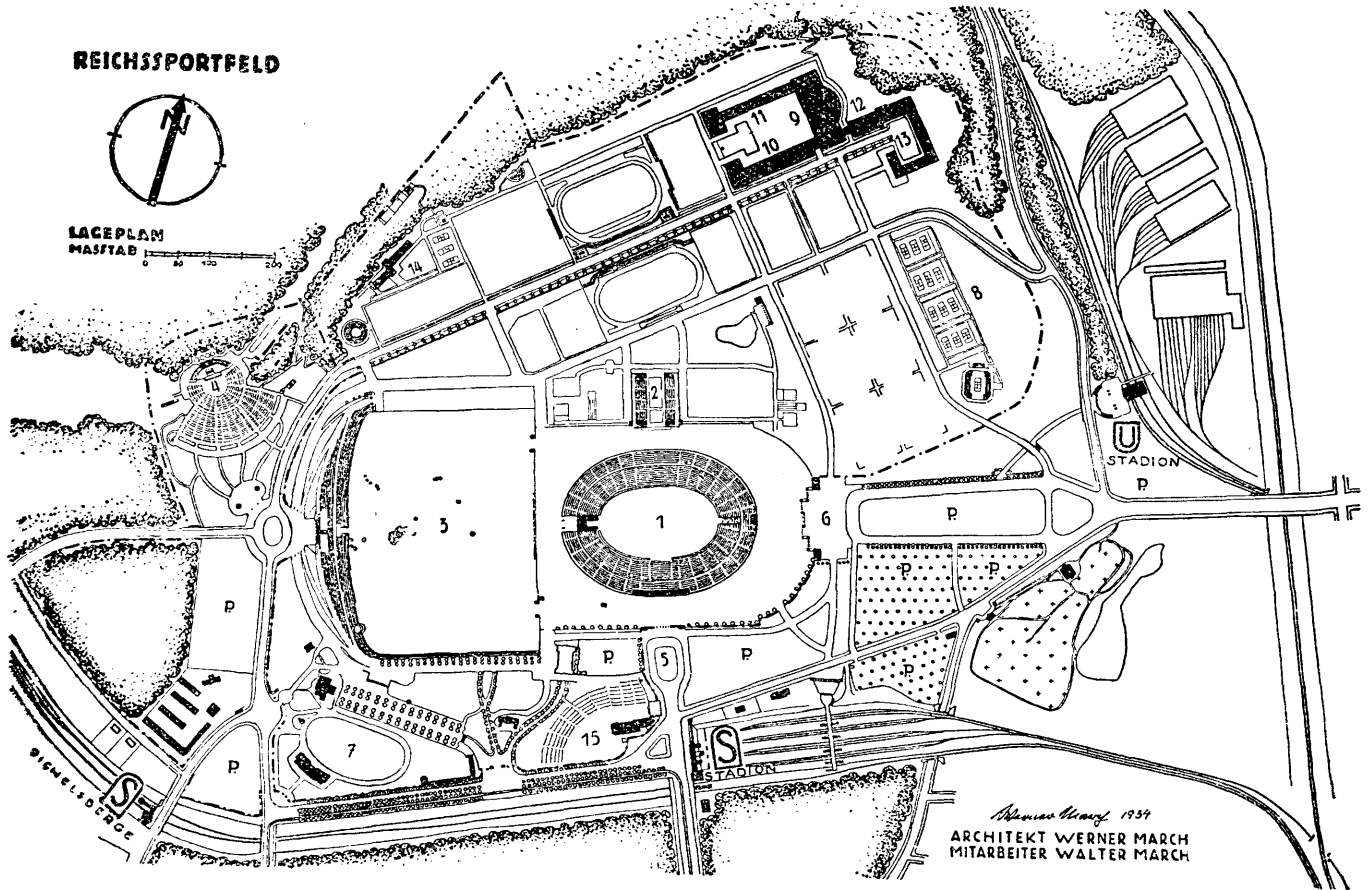 REICHSSPORTFELD
N
LAGEPLAN
MASSTAB 0 50 100 200
11
9
12
10
13
14
8
4
2
U
STADION
P.
3
1
6
P.
P.
P.
P.
P.
P.
5
P.
7
15
P.
S
STADION
S
PICHELSBERGE
1934
ARCHITEKT WERNER MARCH
MITARBEITER WALTER MARCH